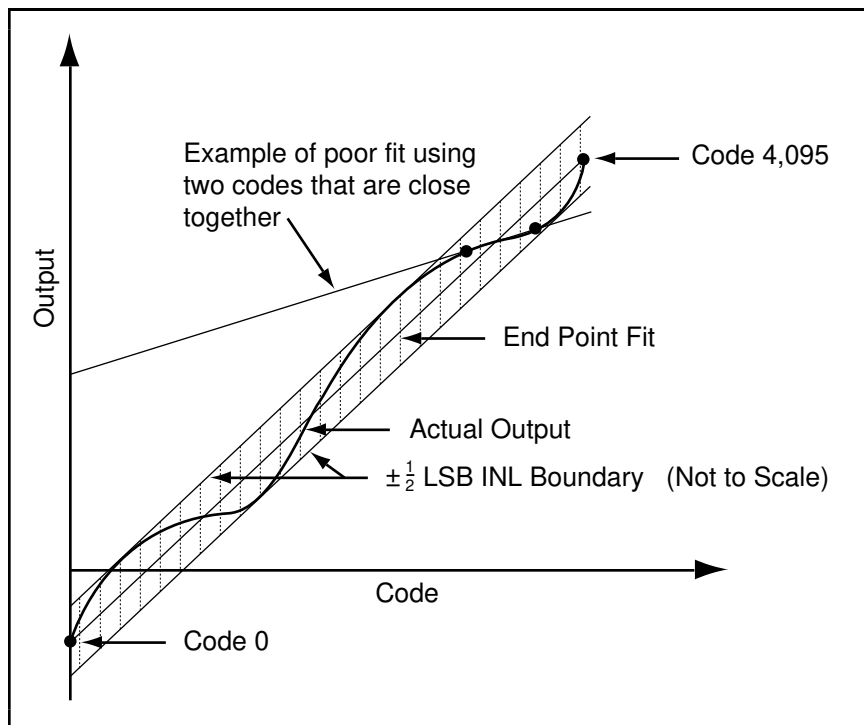 Example of poor fit using
two codes that are close
together
Code 4,095
Output
End Point Fit
Actual Output
±½ LSB INL Boundary (Not to Scale)
Code
Code 0